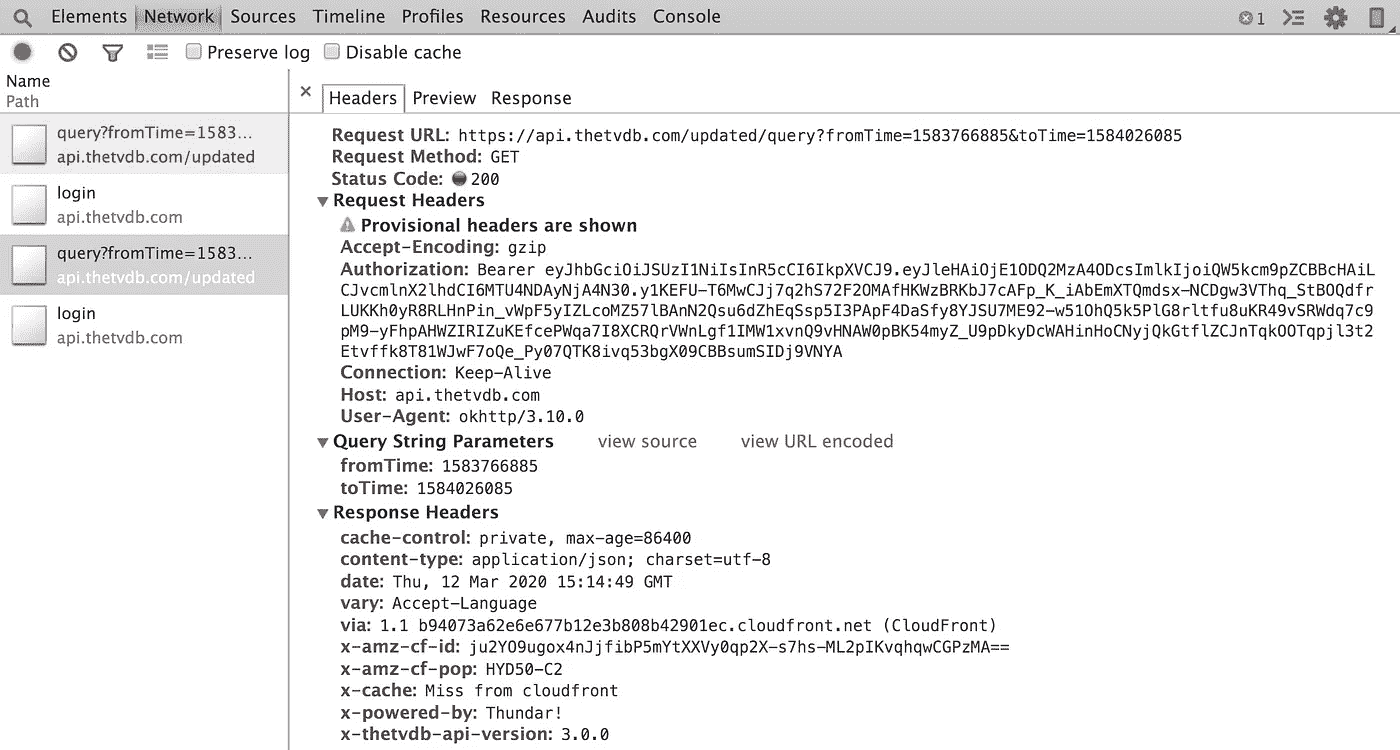 Elements Network Sources Timeline Profiles Resources Audits Console 1
Preserve log Disable cache
Name
Path
query?fromTime=1583...
api.thetvdb.com/updated
login
api.thetvdb.com
query?fromTime=1583...
api.thetvdb.com/updated
login
api.thetvdb.com
× Headers Preview Response
Request URL: https://api.thetvdb.com/updated/query?fromTime=1583766885&toTime=1584026085
Request Method: GET
Status Code: 200
Request Headers
Provisional headers are shown
Accept-Encoding: gzip
Authorization: Bearer eyJhbGciOiJSUzI1NiIsInR5cCI6IkpXVCJ9.eyJleHAiOjE1ODQ2MzA4ODcsImlkIjoiQW5kcm9pZCBBcHAiL
CJvcmlnX2lhdCI6MTU4NDAyNjA4N30.y1KEFU-T6MwCJj7q2hS72F2OMAfHKWzBRKbJ7cAFp_K_iAbEmXTQmdsx-NCDgw3VThq_StBOQdfr
LUKKh0yR8RLHnPin_vWpF5yIZLcoMZ57lBAnN2Qsu6dZhEqSsp5I3PApF4DaSfy8YJSU7ME92-w51OhQ5k5PlG8rltfu8uKR49vSRWdq7c9
pM9-yFhpAHWZIRIZuKEfcePWqa7I8XCRQrVWnLgf1IMW1xvnQ9vHNAW0pBK54myZ_U9pDkyDcWAHinHoCNyjQkGtflZCJnTqkOOTqpjl3t2
Etvffk8T81WJwF7oQe_Py07QTK8ivq53bgX09CBBsumSIDj9VNYA
Connection: Keep-Alive
Host: api.thetvdb.com
User-Agent: okhttp/3.10.0
Query String Parameters view source view URL encoded
fromTime: 1583766885
toTime: 1584026085
Response Headers
cache-control: private, max-age=86400
content-type: application/json; charset=utf-8
date: Thu, 12 Mar 2020 15:14:49 GMT
vary: Accept-Language
via: 1.1 b94073a62e6e677b12e3b808b42901ec.cloudfront.net (CloudFront)
x-amz-cf-id: ju2YO9ugox4nJjfibP5mYtXXVy0qp2X-s7hs-ML2pIKvqhqwCGPzMA==
x-amz-cf-pop: HYD50-C2
x-cache: Miss from cloudfront
x-powered-by: Thundar!
x-thetvdb-api-version: 3.0.0